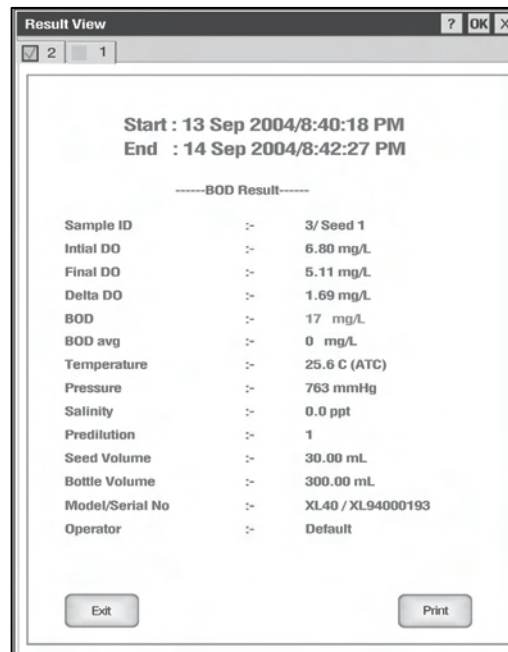 Result View ? OK X
2 1
Start : 13 Sep 2004/8:40:18 PM
End : 14 Sep 2004/8:42:27 PM
------BOD Result------
Sample ID :- 3/ Seed 1
Intial DO :- 6.80 mg/L
Final DO :- 5.11 mg/L
Delta DO :- 1.69 mg/L
BOD :- 17 mg/L
BOD avg :- 0 mg/L
Temperature :- 25.6 C (ATC)
Pressure :- 763 mmHg
Salinity :- 0.0 ppt
Predilution :- 1
Seed Volume :- 30.00 mL
Bottle Volume :- 300.00 mL
Model/Serial No :- XL40 / XL94000193
Operator :- Default
Exit Print